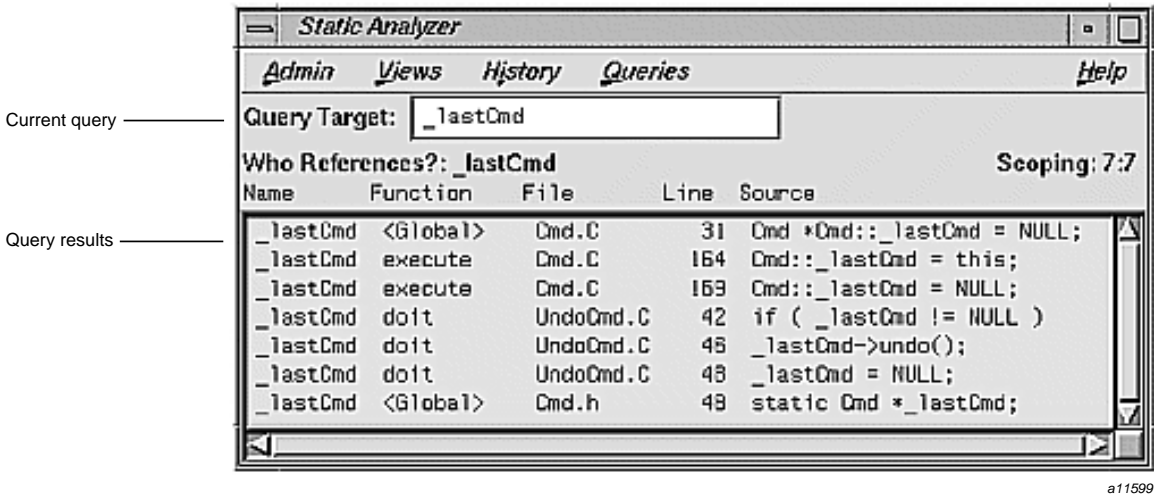 Static Analyzer
Admin Views History Queries Help
Current query
Query Target: _lastCmd
Who References?: _lastCmd Scoping: 7:7
Name Function File Line Source
Query results
_lastCmd <Global> Cmd.C 31 Cmd *Cmd::_lastCmd = NULL;
_lastCmd execute Cmd.C 164 Cmd::_lastCmd = this;
_lastCmd execute Cmd.C 169 Cmd::_lastCmd = NULL;
_lastCmd doit UndoCmd.C 42 if ( _lastCmd != NULL )
_lastCmd doit UndoCmd.C _lastCmd->undo();
_lastCmd doit UndoCmd.C _lastCmd = NULL;
_lastCmd <Global> Cmd.h static Cmd *_lastCmd;
a11599